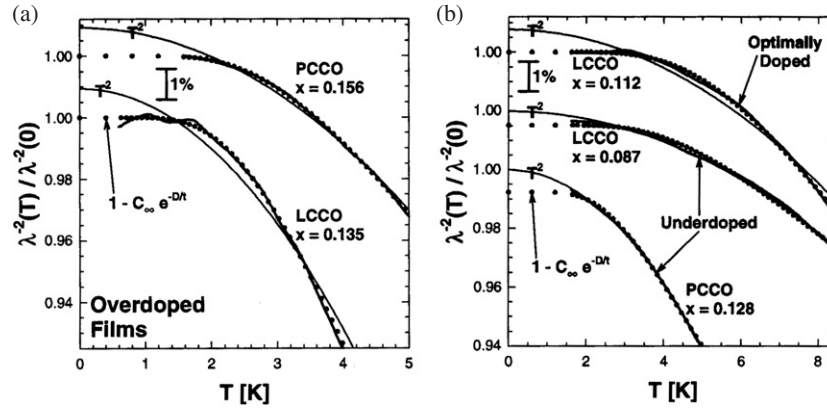 (a)
T²
1.00
1%
PCCO
x = 0.156
T²
1.00
0.98
1 - C∞ e-D/t
LCCO
x = 0.135
0.96
0.94
Overdoped
Films
λ⁻²(T) / λ⁻²(0)
0 1 2 3 4 5
T [K]
(b)
T²
1.00
1%
LCCO
x = 0.112
Optimally
Doped
T²
1.00
LCCO
x = 0.087
T²
1.00
0.98
Underdoped
1 - C∞ e-D/t
0.96
PCCO
x = 0.128
0.94
λ⁻²(T) / λ⁻²(0)
0 2 4 6 8
T [K]